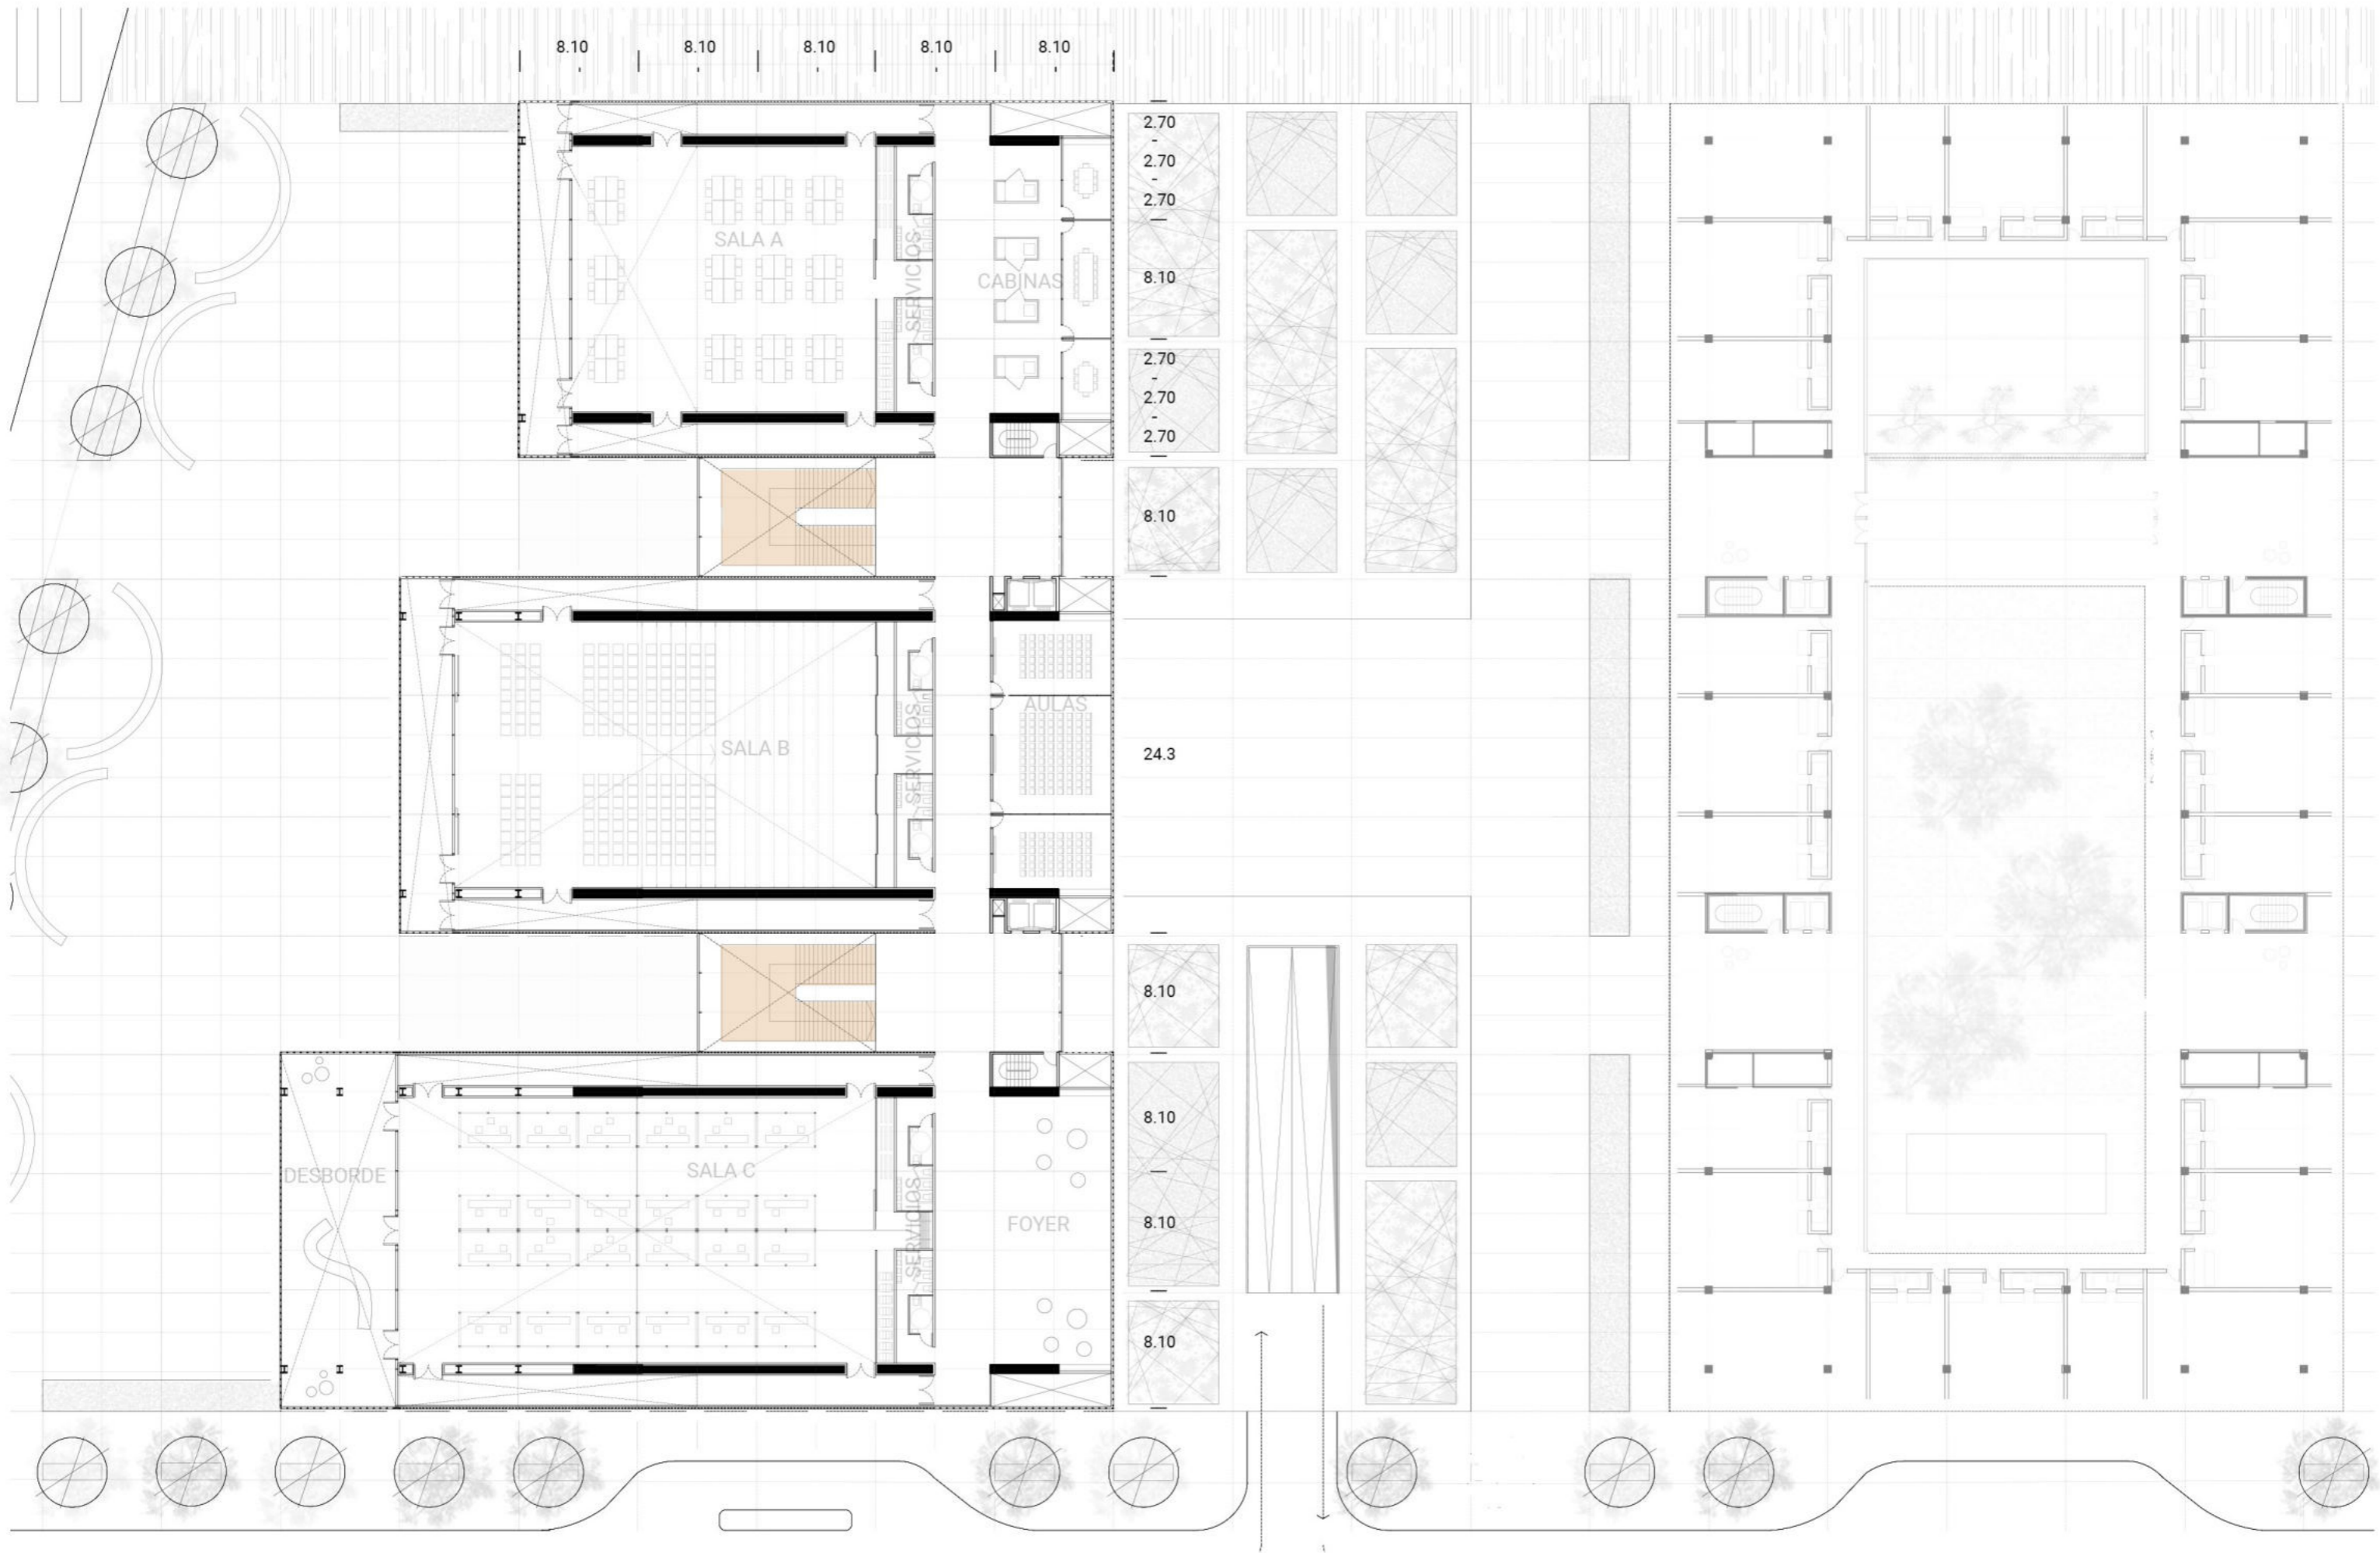 8.10 8.10 8.10 8.10 8.10
2.70
-
2.70
-
2.70
SALA A
SERVICIOS
CABINAS
8.10
2.70
-
2.70
-
2.70
8.10
SALA B
SERVICIOS
AULAS
24.3
8.10
8.10
DESBORDE
SALA C
SERVICIOS
FOYER
8.10
8.10